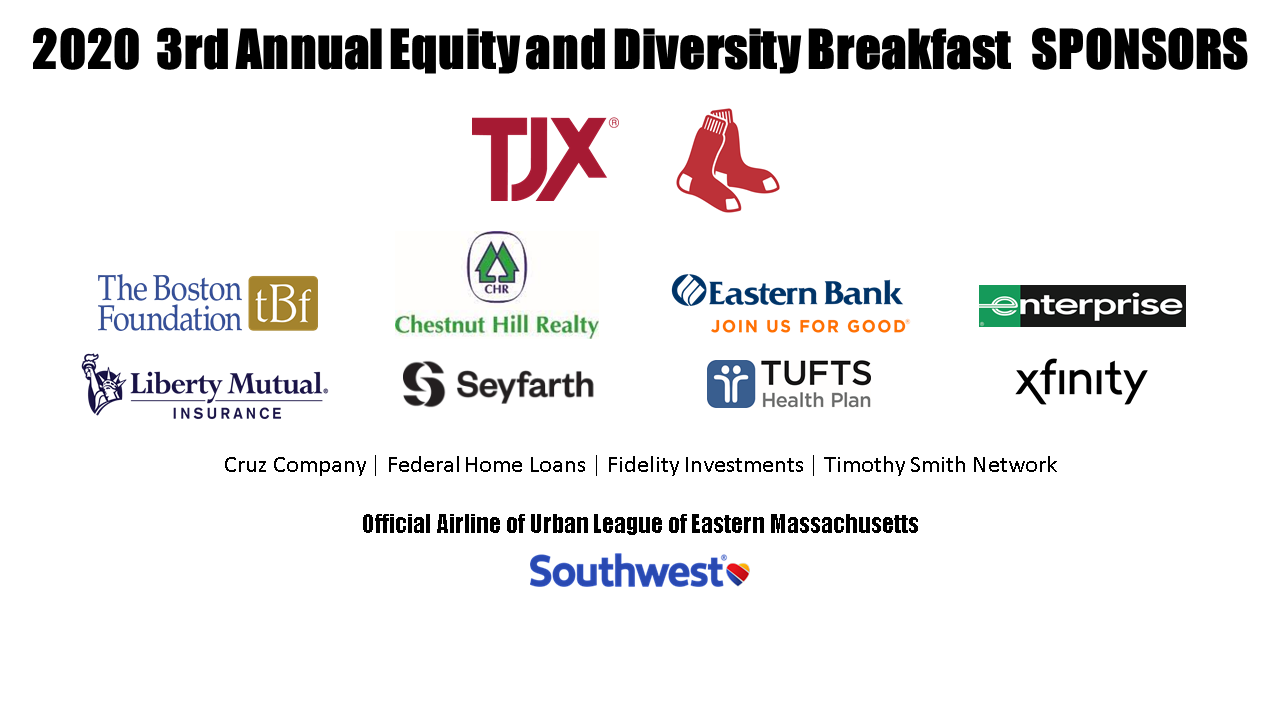 2020 3rd Annual Equity and Diversity Breakfast SPONSORS
TJX®
The Boston
Foundation
tBf
CHR
Chestnut Hill Realty
Eastern Bank
JOIN US FOR GOOD®
enterprise
Liberty Mutual®
INSURANCE
Seyfarth
TUFTS
Health Plan
xfinity
Cruz Company | Federal Home Loans | Fidelity Investments | Timothy Smith Network
Official Airline of Urban League of Eastern Massachusetts
Southwest®